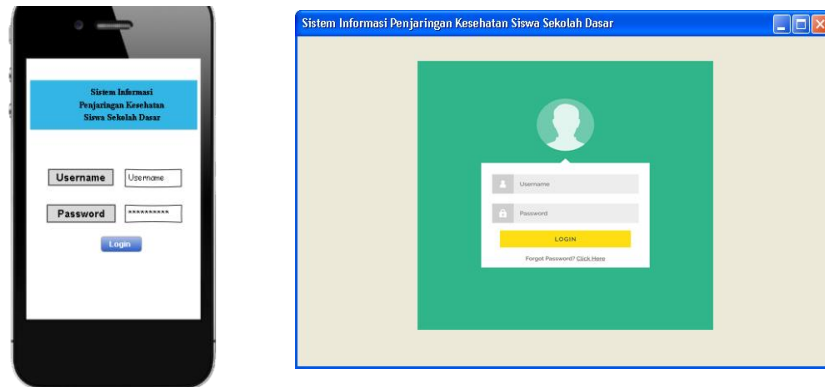 Sistem Informasi
Penjaringan Kesehatan
Siswa Sekolah Dasar
Username Username
Password **********
Login
Sistem Informasi Penjaringan Kesehatan Siswa Sekolah Dasar
Username
Password
LOGIN
Forgot Password? Click Here